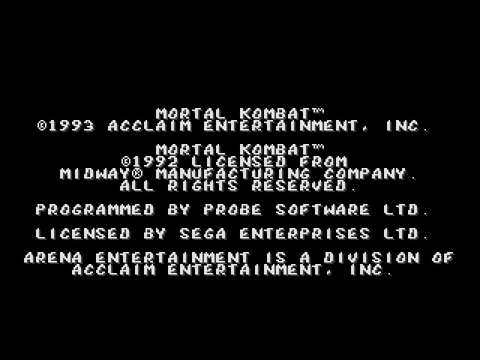 MORTAL KOMBAT™
©1993 ACCLAIM ENTERTAINMENT, INC.
MORTAL KOMBAT™
©1992 LICENSED FROM
MIDWAY® MANUFACTURING COMPANY.
ALL RIGHTS RESERVED.
PROGRAMMED BY PROBE SOFTWARE LTD.
LICENSED BY SEGA ENTERPRISES LTD.
ARENA ENTERTAINMENT IS A DIVISION OF
ACCLAIM ENTERTAINMENT, INC.